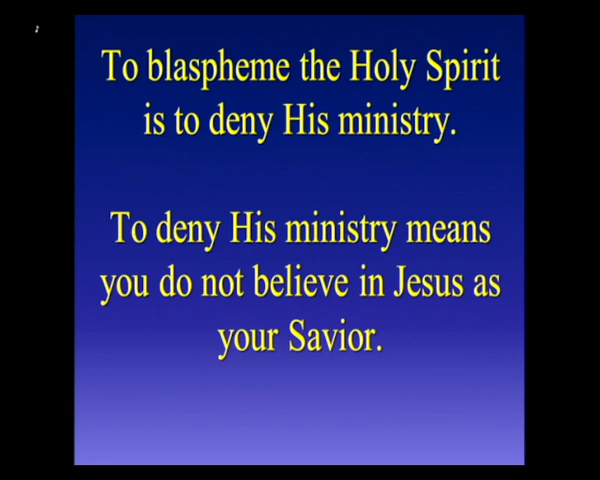 To blaspheme the Holy Spirit
is to deny His ministry.
To deny His ministry means
you do not believe in Jesus as
your Savior.